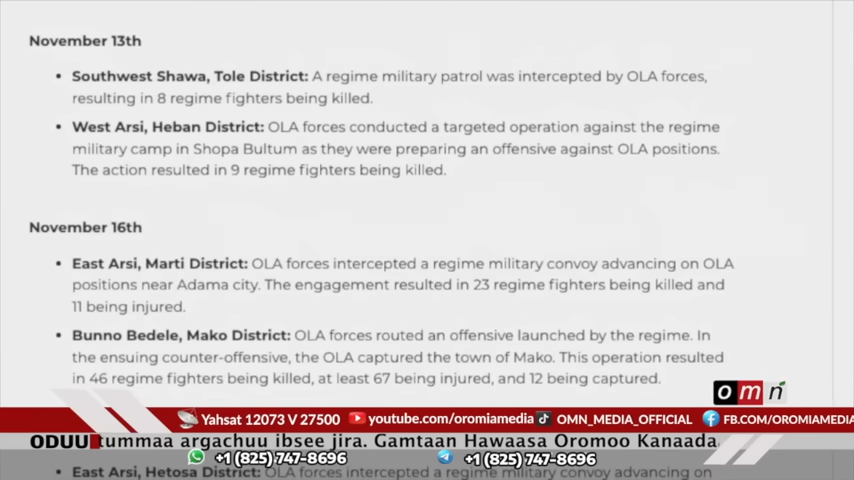 November 13th
• Southwest Shawa, Tole District: A regime military patrol was intercepted by OLA forces,
resulting in 8 regime fighters being killed.
• West Arsi, Heban District: OLA forces conducted a targeted operation against the regime
military camp in Shopa Bultum as they were preparing an offensive against OLA positions.
The action resulted in 9 regime fighters being killed.
November 16th
• East Arsi, Marti District: OLA forces intercepted a regime military convoy advancing on OLA
positions near Adama city. The engagement resulted in 23 regime fighters being killed and
11 being injured.
• Bunno Bedele, Mako District: OLA forces routed an offensive launched by the regime. In
the ensuing counter-offensive, the OLA captured the town of Mako. This operation resulted
in 46 regime fighters being killed, at least 67 being injured, and 12 being captured.
omn
Yahsat 12073 V 27500 youtube.com/oromiamedia OMN_MEDIA_OFFICIAL FB.COM/OROMIAMEDIA
ODUU tummaa argachuu ibsee jira. Gamtaan Hawaasa Oromoo Kanaada
+1 (825) 747-8696 +1 (825) 747-8696
• East Arsi, Hetosa District: OLA forces intercepted a regime military convoy advancing on